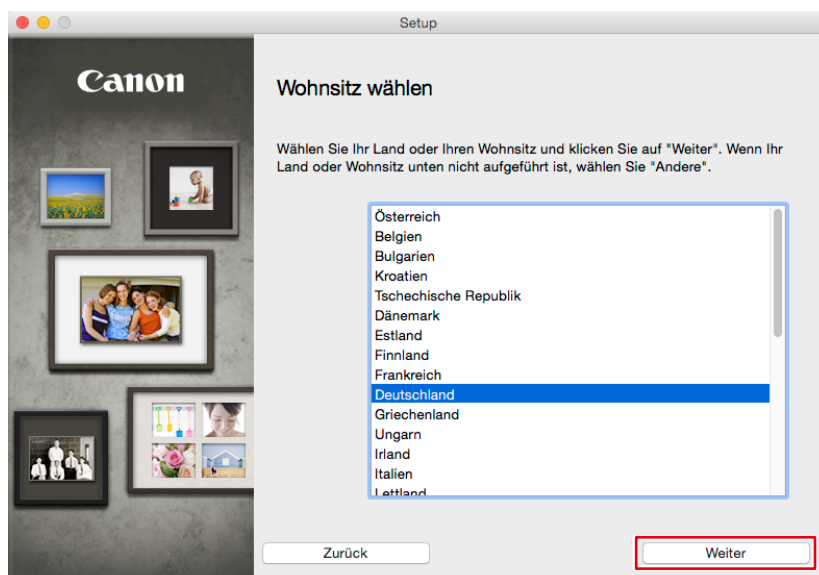 Setup
Canon
Wohnsitz wählen
Wählen Sie Ihr Land oder Ihren Wohnsitz und klicken Sie auf "Weiter". Wenn Ihr
Land oder Wohnsitz unten nicht aufgeführt ist, wählen Sie "Andere".
Österreich
Belgien
Bulgarien
Kroatien
Tschechische Republik
Dänemark
Estland
Finnland
Frankreich
Deutschland
Griechenland
Ungarn
Irland
Italien
Lettland
Zurück
Weiter